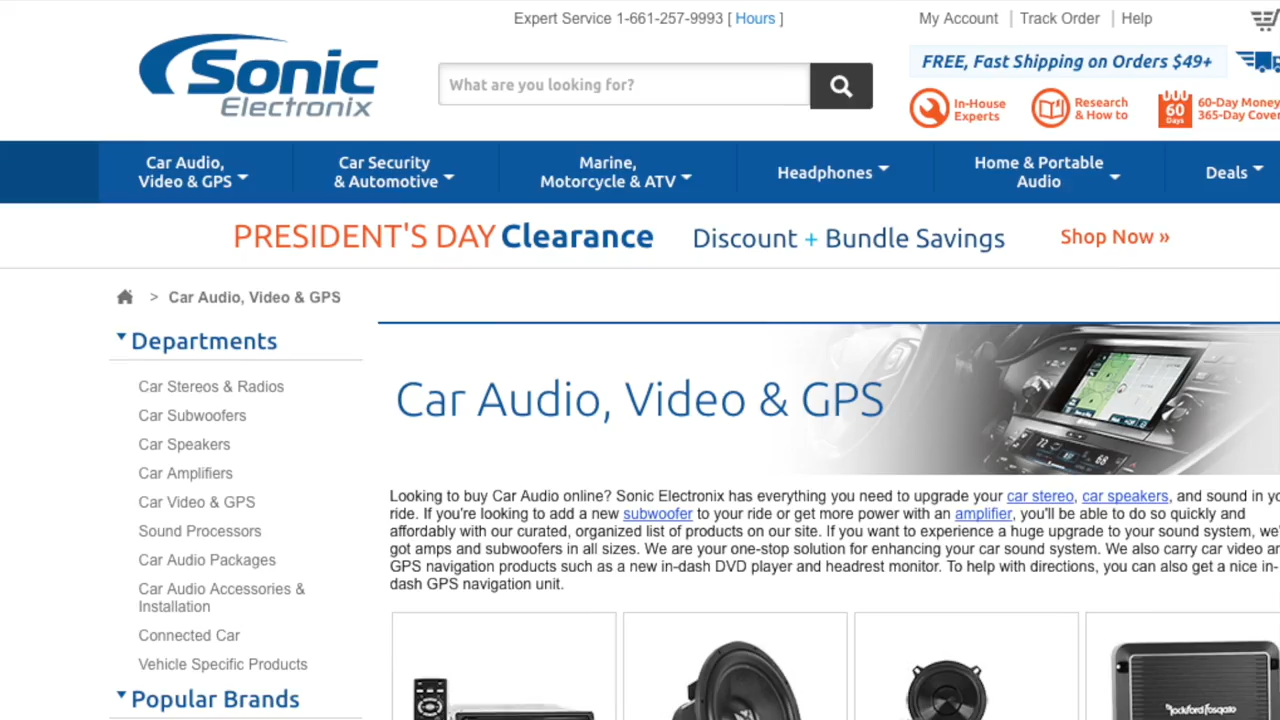 Expert Service 1-661-257-9993 [ Hours ]
My Account | Track Order | Help
Sonic
Electronix
What are you looking for?
FREE, Fast Shipping on Orders $49+
In-House
Experts
Research
& How to
60
Days
60-Day Money
365-Day Cover
Car Audio,
Video & GPS
Car Security
& Automotive
Marine,
Motorcycle & ATV
Headphones
Home & Portable
Audio
Deals
PRESIDENT'S DAY Clearance Discount + Bundle Savings Shop Now »
> Car Audio, Video & GPS
Departments
Car Stereos & Radios
Car Subwoofers
Car Speakers
Car Amplifiers
Car Video & GPS
Sound Processors
Car Audio Packages
Car Audio Accessories &
Installation
Connected Car
Vehicle Specific Products
Popular Brands
Car Audio, Video & GPS
Looking to buy Car Audio online? Sonic Electronix has everything you need to upgrade your car stereo, car speakers, and sound in yo
ride. If you're looking to add a new subwoofer to your ride or get more power with an amplifier, you'll be able to do so quickly and
affordably with our curated, organized list of products on our site. If you want to experience a huge upgrade to your sound system, we'
got amps and subwoofers in all sizes. We are your one-stop solution for enhancing your car sound system. We also carry car video an
GPS navigation products such as a new in-dash DVD player and headrest monitor. To help with directions, you can also get a nice in-
dash GPS navigation unit.
Rockford Fosgate